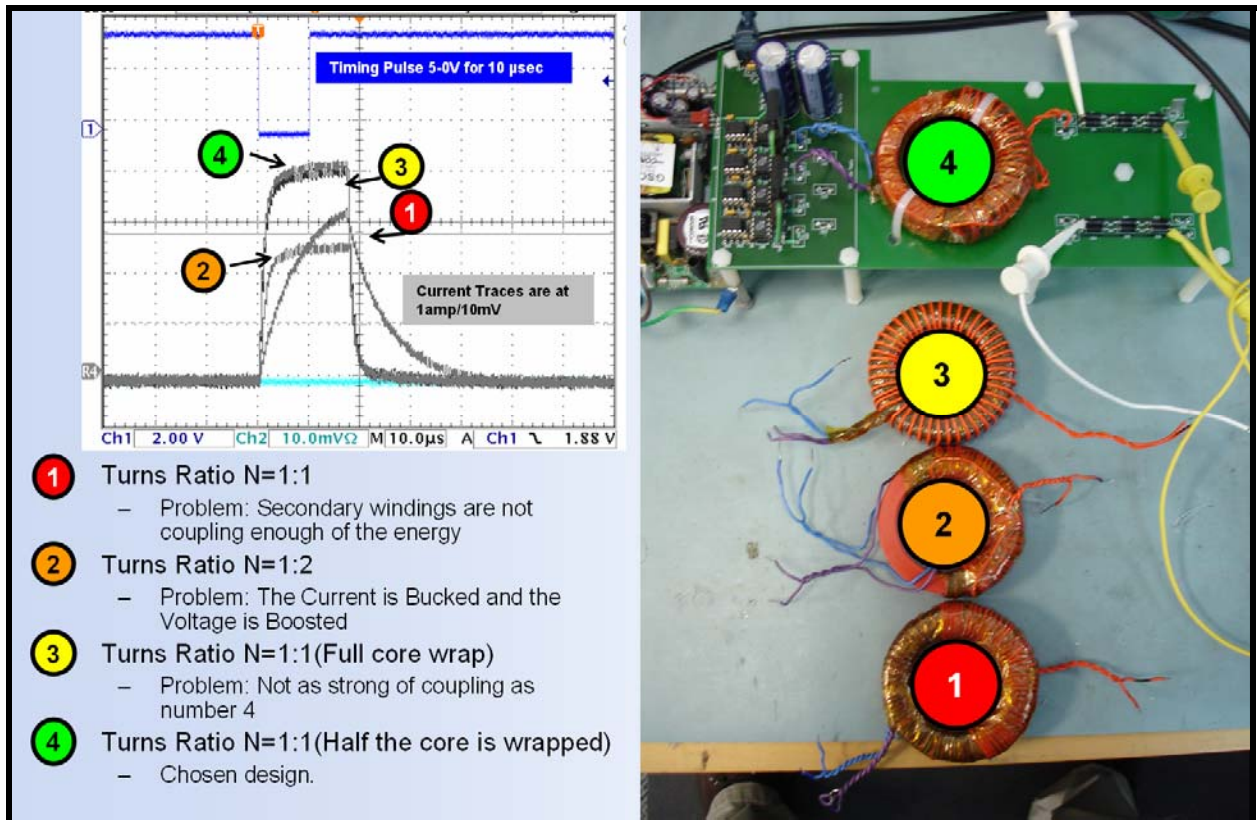 Timing Pulse 5-0V for 10 µsec
T
1
4
3
1
2
Current Traces are at
1amp/10mV
R4
Ch1 2.00 V Ch2 10.0mVΩ M 10.0µs A Ch1 1.88 V
1 Turns Ratio N=1:1
– Problem: Secondary windings are not
coupling enough of the energy
2 Turns Ratio N=1:2
– Problem: The Current is Bucked and the
Voltage is Boosted
3 Turns Ratio N=1:1(Full core wrap)
– Problem: Not as strong of coupling as
number 4
4 Turns Ratio N=1:1(Half the core is wrapped)
– Chosen design.
4
3
2
1